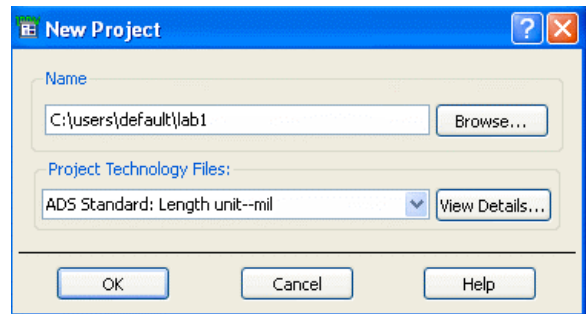 New Project
Name
C:\users\default\lab1
Browse...
Project Technology Files:
ADS Standard: Length unit--mil
View Details...
OK
Cancel
Help